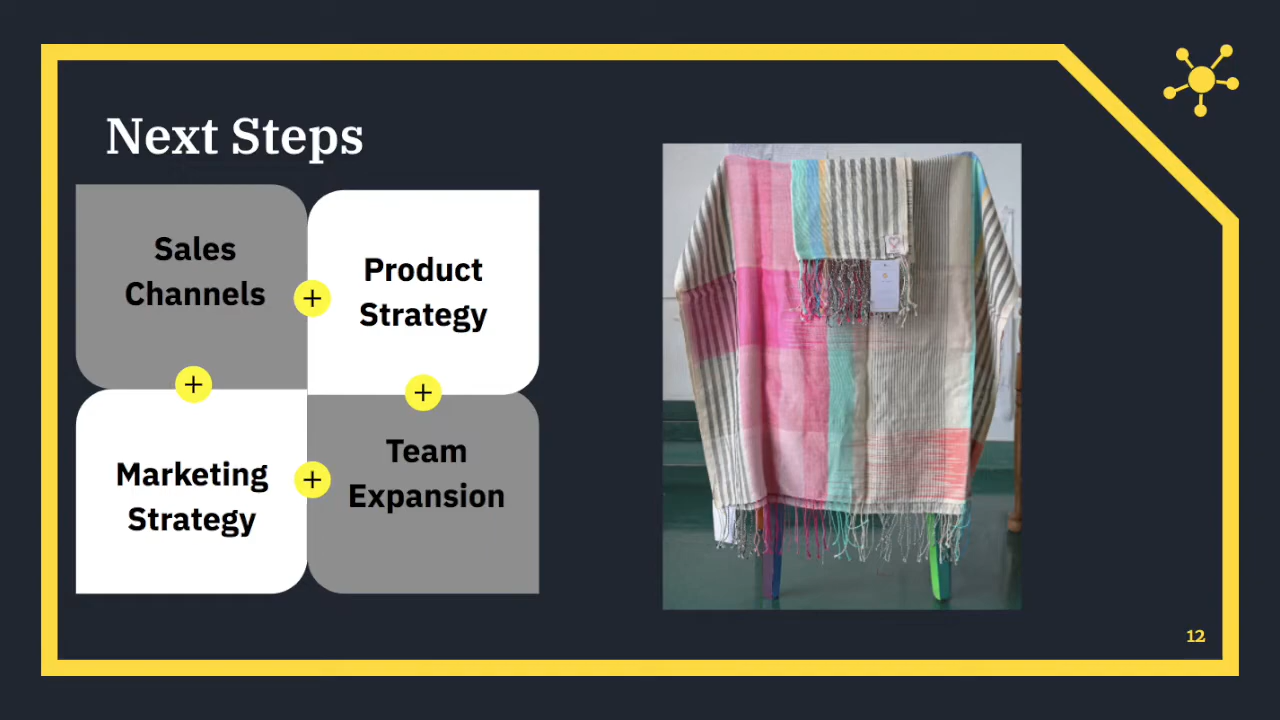 Next Steps
Sales
Channels
+
Product
Strategy
+
+
Marketing
Strategy
+
Team
Expansion
12